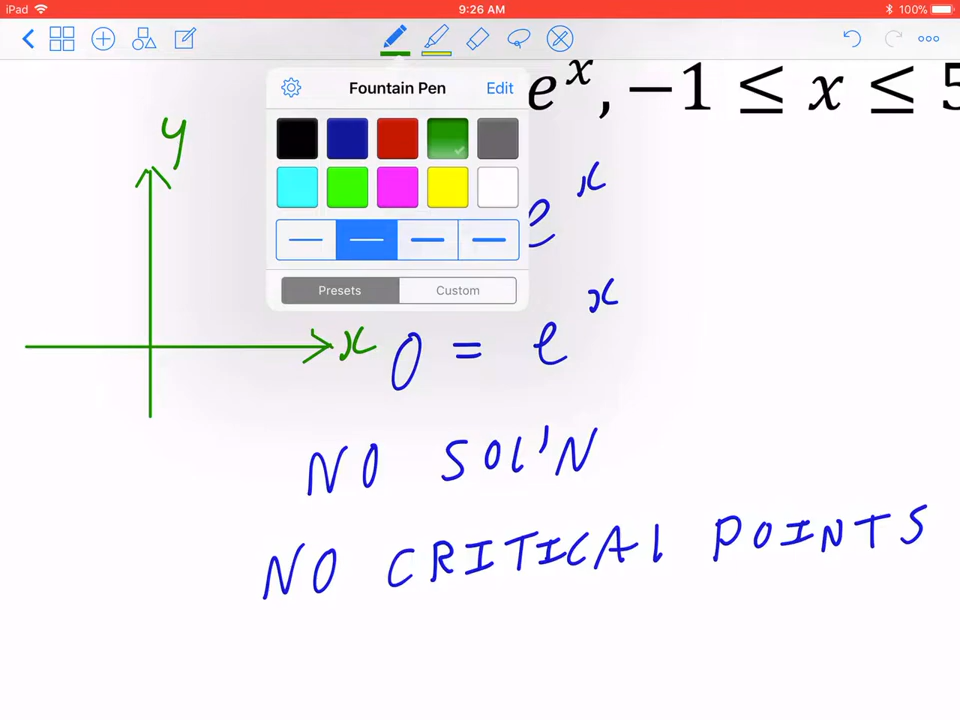 iPad 9:26 AM 100%
Fountain Pen Edit
e^x, −1 ≤ x ≤ 5
y
e^x
Presets Custom
x
0 = e^x
NO SOL'N
NO CRITICAL POINTS